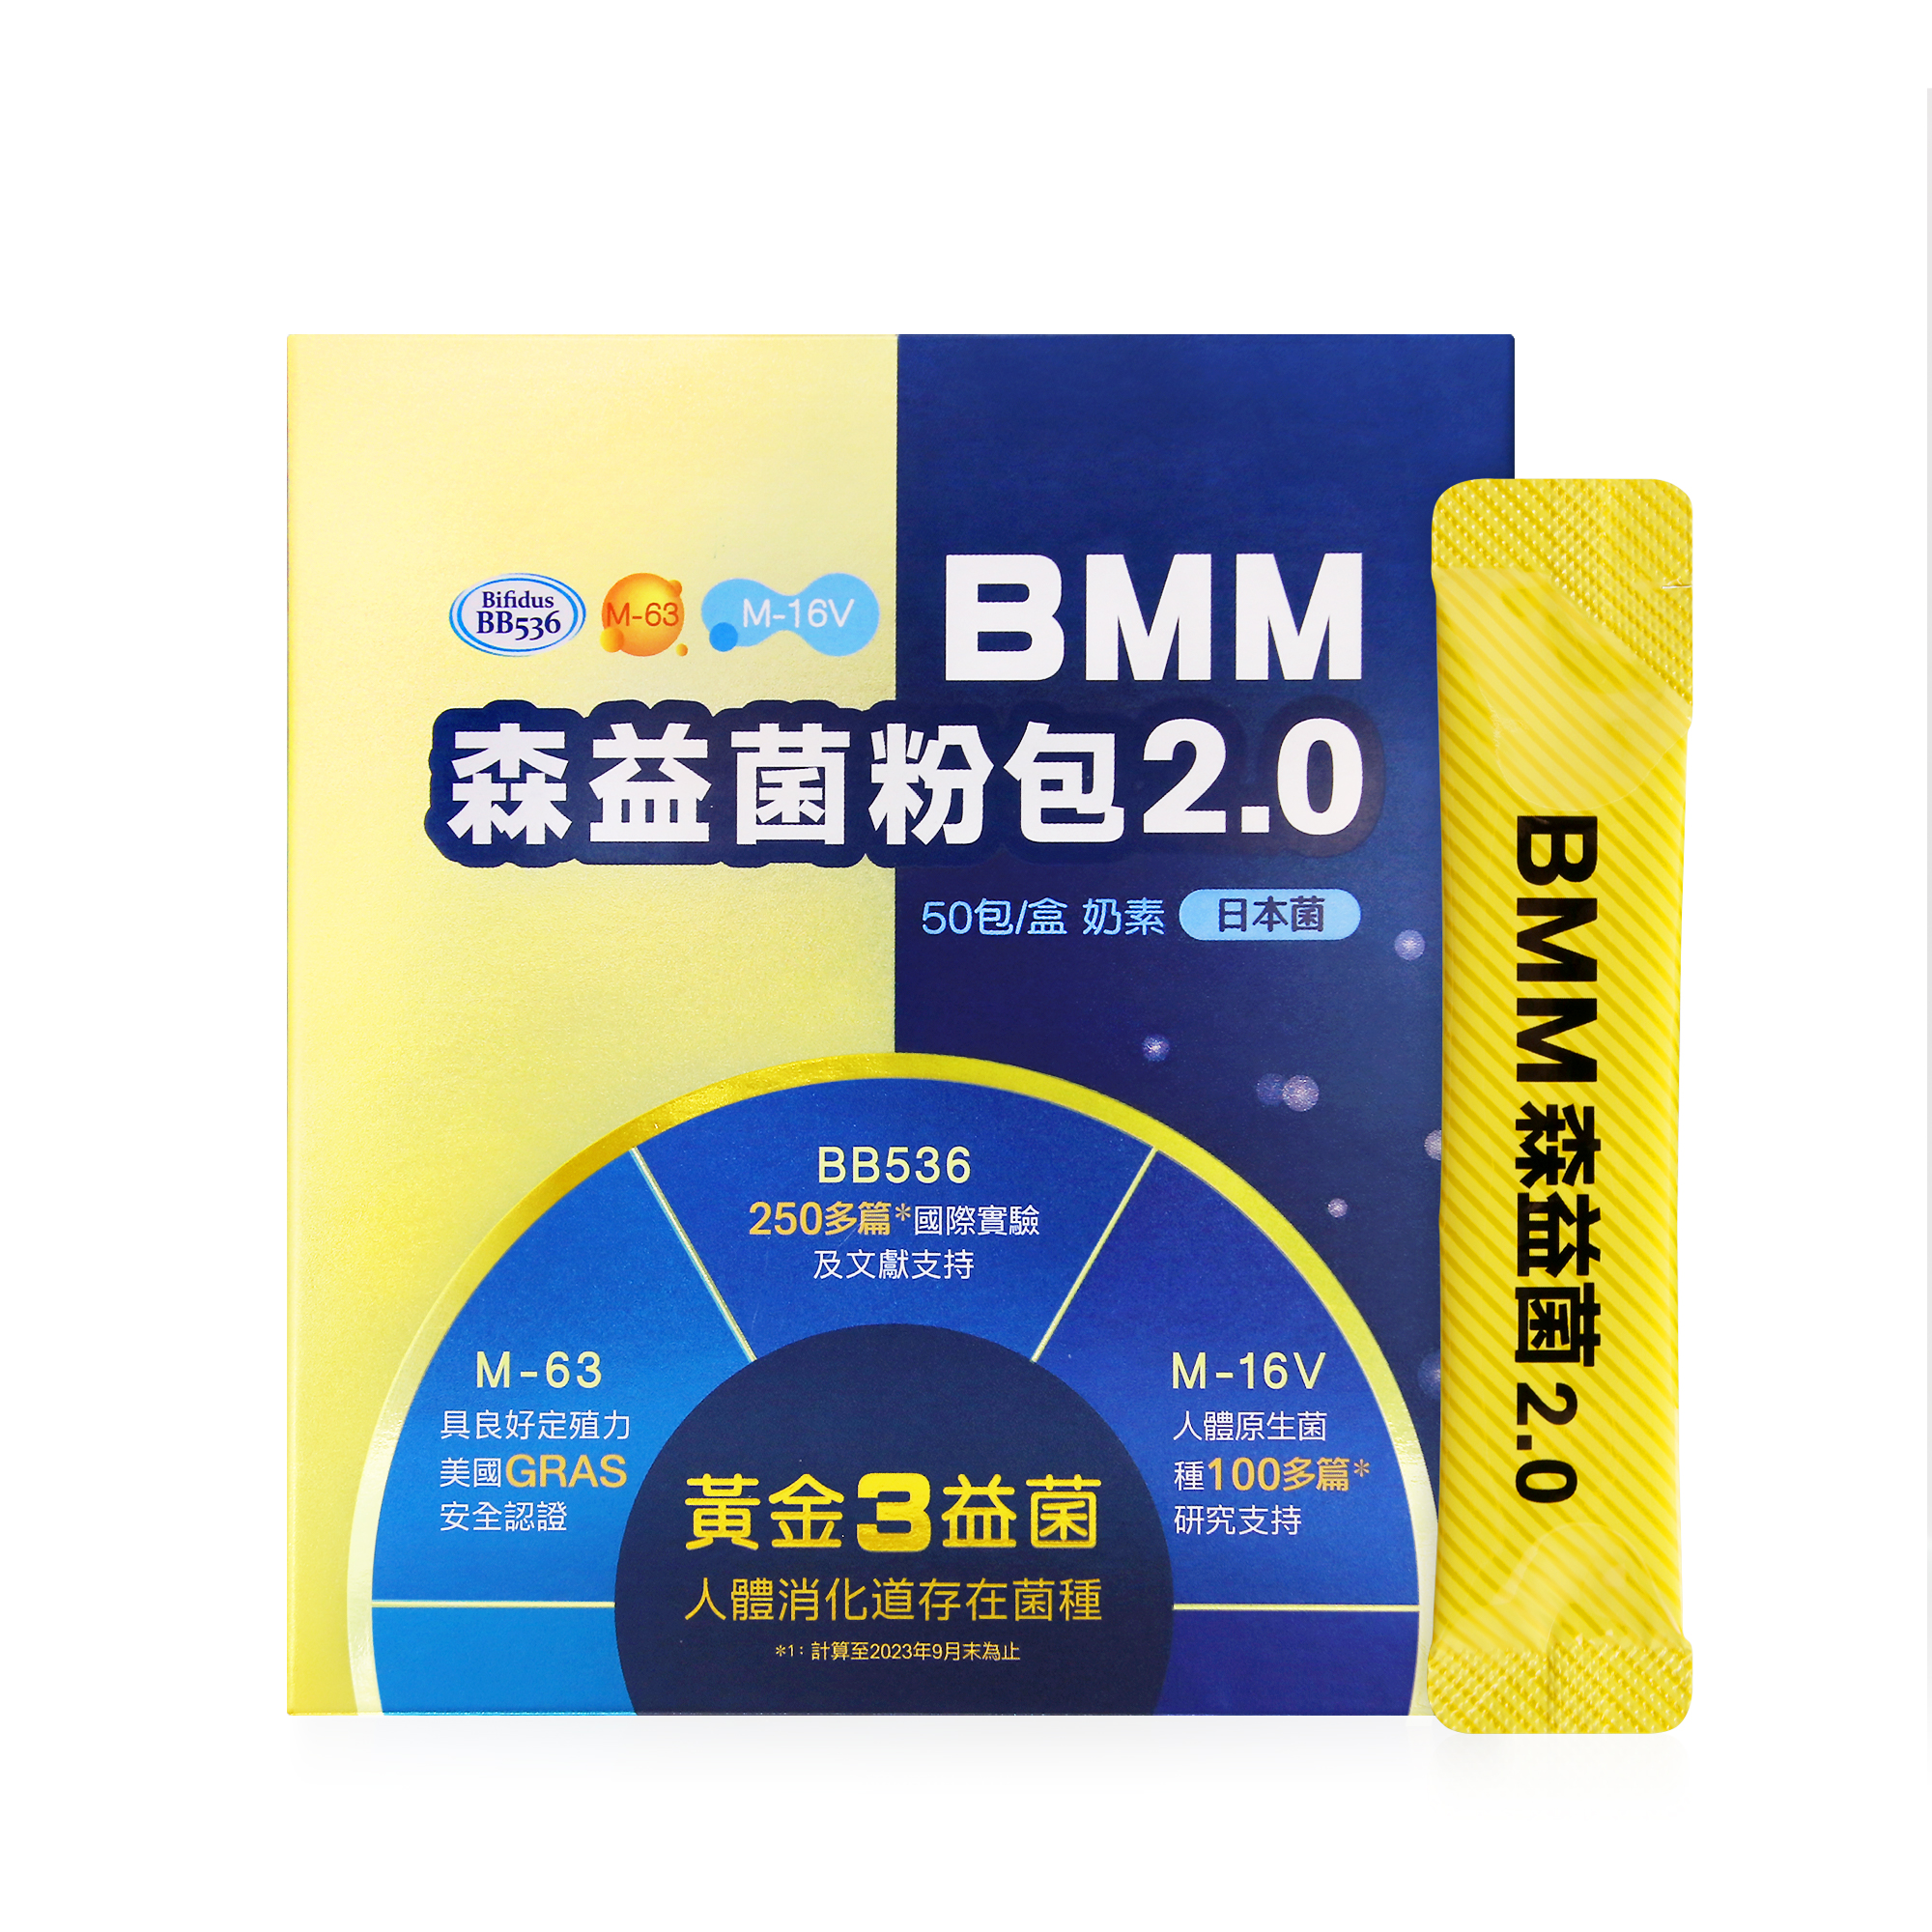 Bifidus
BB536
M-63
M-16V
BMM
森益菌粉包2.0
50包/盒 奶素 日本菌
BB536
250多篇*國際實驗
及文獻支持
M-63
具良好定殖力
美國GRAS
安全認證
M-16V
人體原生菌
種100多篇*
研究支持
黃金3益菌
人體消化道存在菌種
*1：計算至2023年9月末為止
BMM森益菌2.0